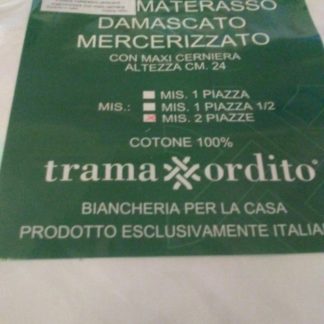 MATERASSO
DAMASCATO
MERCERIZZATO
CON MAXI CERNIERA
ALTEZZA CM. 24
MIS. 1 PIAZZA
MIS.: MIS. 1 PIAZZA 1/2
MIS. 2 PIAZZE
COTONE 100%
trama ordito
BIANCHERIA PER LA CASA
PRODOTTO ESCLUSIVAMENTE ITALIAN